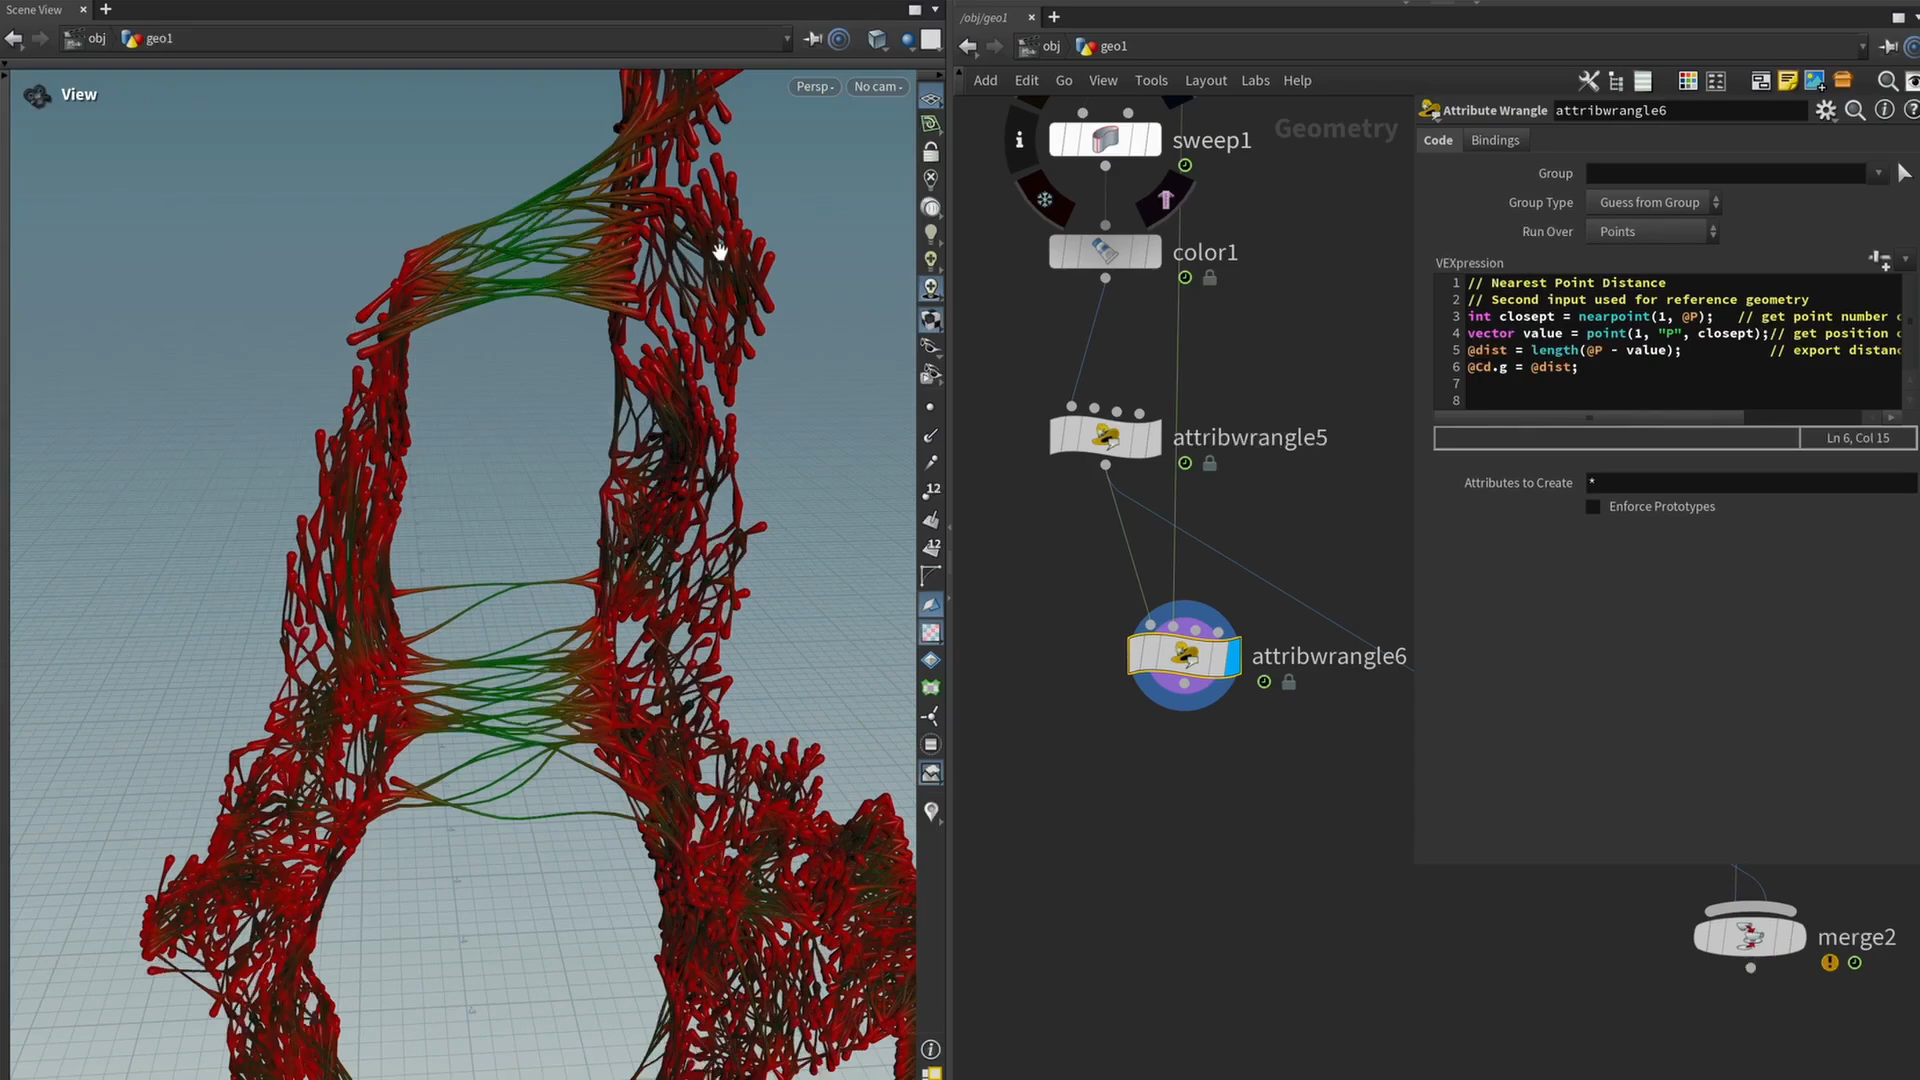 Scene View
obj
geo1
View
Persp
No cam
12
12
/obj/geo1
obj
geo1
Add Edit Go View Tools Layout Labs Help
Geometry
sweep1
color1
attribwrangle5
attribwrangle6
merge2
Attribute Wrangle attribwrangle6
Code Bindings
Group
Group Type Guess from Group
Run Over Points
VEXpression
1 // Nearest Point Distance
2 // Second input used for reference geometry
3 int closept = nearpoint(1, @P); // get point number
4 vector value = point(1, "P", closept);// get position
5 @dist = length(@P - value); // export distanc
6 @Cd.g = @dist;
7
8
Ln 6, Col 15
Attributes to Create *
Enforce Prototypes